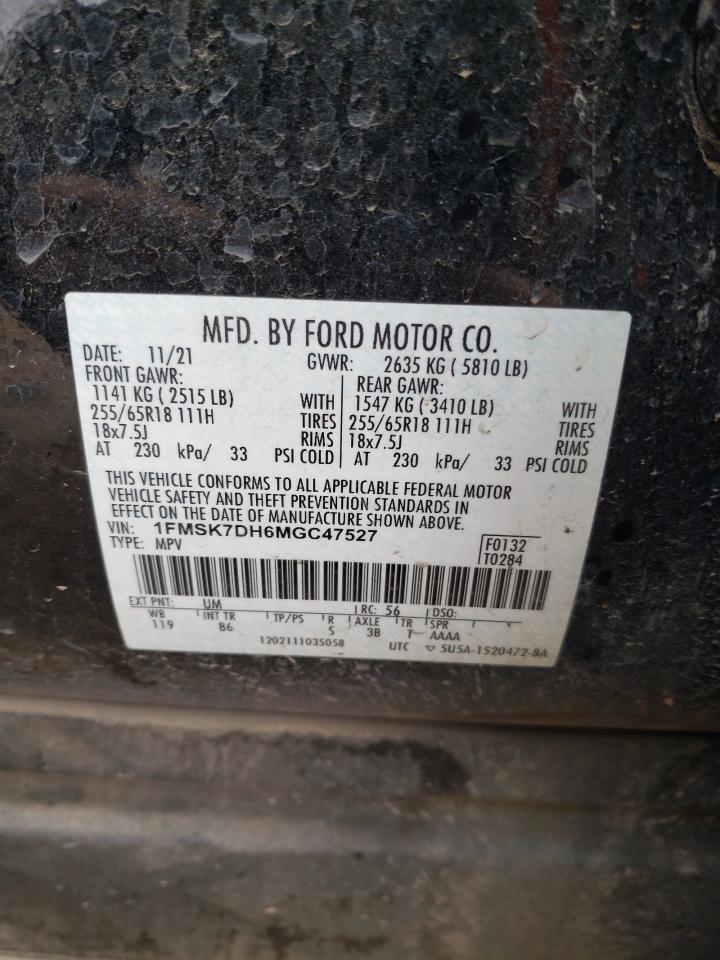 MFD. BY FORD MOTOR CO.
DATE: 11/21 GVWR: 2635 KG ( 5810 LB)
FRONT GAWR: REAR GAWR:
1141 KG ( 2515 LB) WITH 1547 KG ( 3410 LB) WITH
255/65R18 111H TIRES 255/65R18 111H TIRES
18x7.5J RIMS 18x7.5J RIMS
AT 230 kPa/ 33 PSI COLD AT 230 kPa/ 33 PSI COLD
THIS VEHICLE CONFORMS TO ALL APPLICABLE FEDERAL MOTOR
VEHICLE SAFETY AND THEFT PREVENTION STANDARDS IN
EFFECT ON THE DATE OF MANUFACTURE SHOWN ABOVE.
VIN: 1FMSK7DH6MGC47527
TYPE: MPV
F0132
T0284
EXT PNT: UM RC: 56 DSO:
WB INT TR TP/PS R AXLE TR SPR
119 86 S 3B T AAAA
1202111035058 UTC ▽ 5U5A-1520472-8A